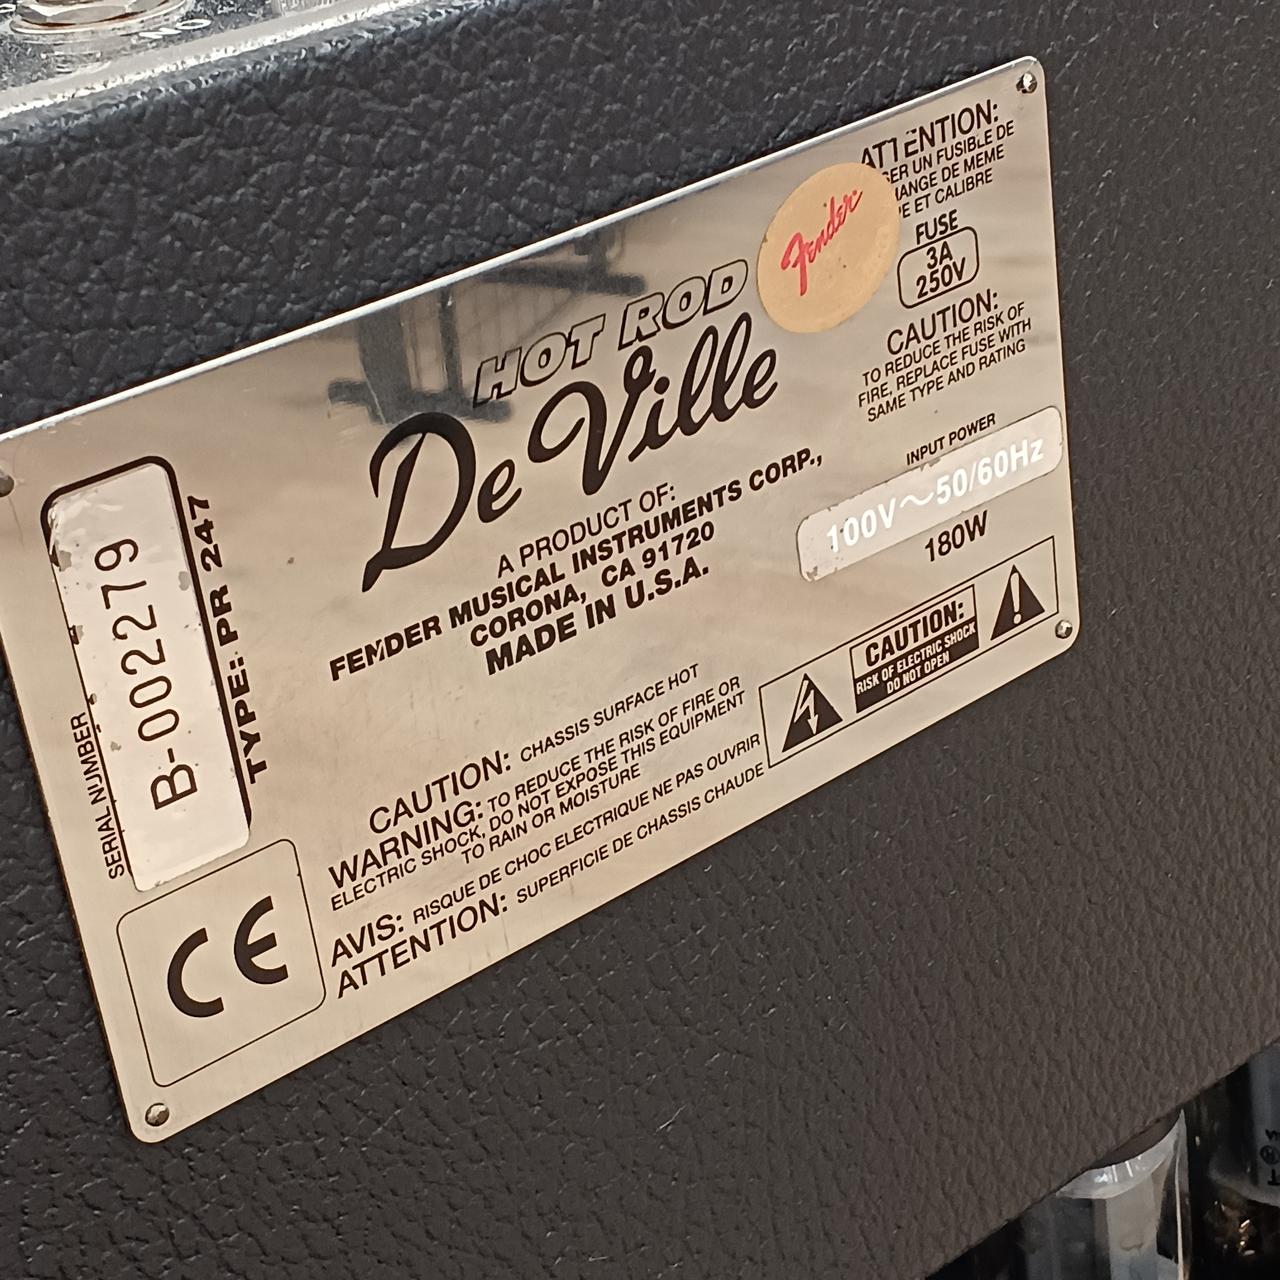 NO
ATTENTION:
UN FUSIBLE DE
DE MEME
ET CALIBRE
Fender
FUSE
3A
250V
CAUTION:
TO REDUCE THE RISK OF
FIRE, REPLACE FUSE WITH
SAME TYPE AND RATING
INPUT POWER
100V～50/60Hz
180W
CAUTION:
RISK OF ELECTRIC SHOCK
DO NOT OPEN
HOT ROD
De Ville
A PRODUCT OF:
FENDER MUSICAL INSTRUMENTS CORP.,
CORONA, CA 91720
MADE IN U.S.A.
SERIAL NUMBER
B-002279
TYPE: PR 247
CE
CAUTION: CHASSIS SURFACE HOT
WARNING: TO REDUCE THE RISK OF FIRE OR
ELECTRIC SHOCK, DO NOT EXPOSE THIS EQUIPMENT
TO RAIN OR MOISTURE
AVIS: RISQUE DE CHOC ELECTRIQUE NE PAS OUVRIR
ATTENTION: SUPERFICIE DE CHASSIS CHAUDE